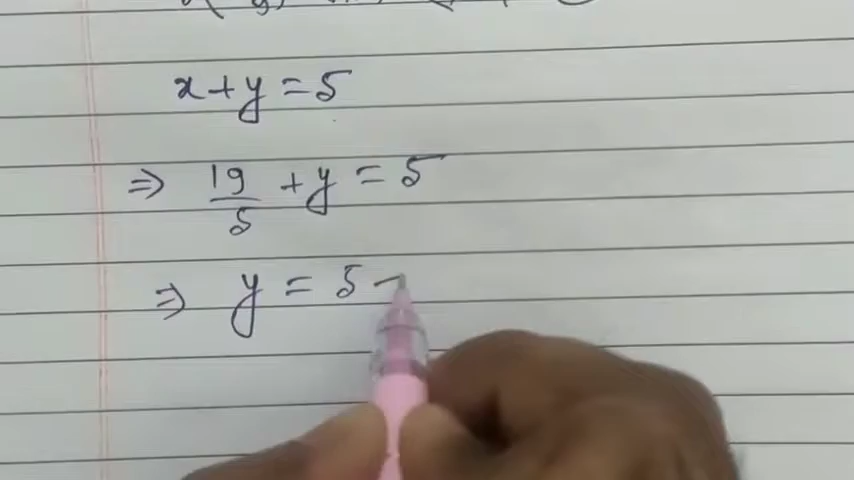 x + y = 5
⇒ 19/5 + y = 5
⇒ y = 5 -